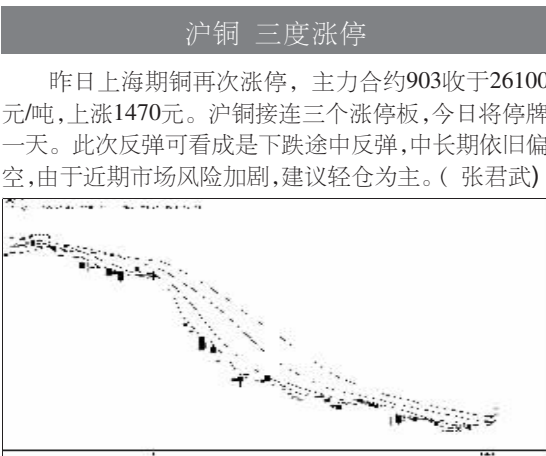 沪铜 三度涨停
昨日上海期铜再次涨停，主力合约903收于26100
元/吨,上涨1470元。沪铜接连三个涨停板,今日将停牌
一天。此次反弹可看成是下跌途中反弹,中长期依旧偏
空,由于近期市场风险加剧,建议轻仓为主。( 张君武)